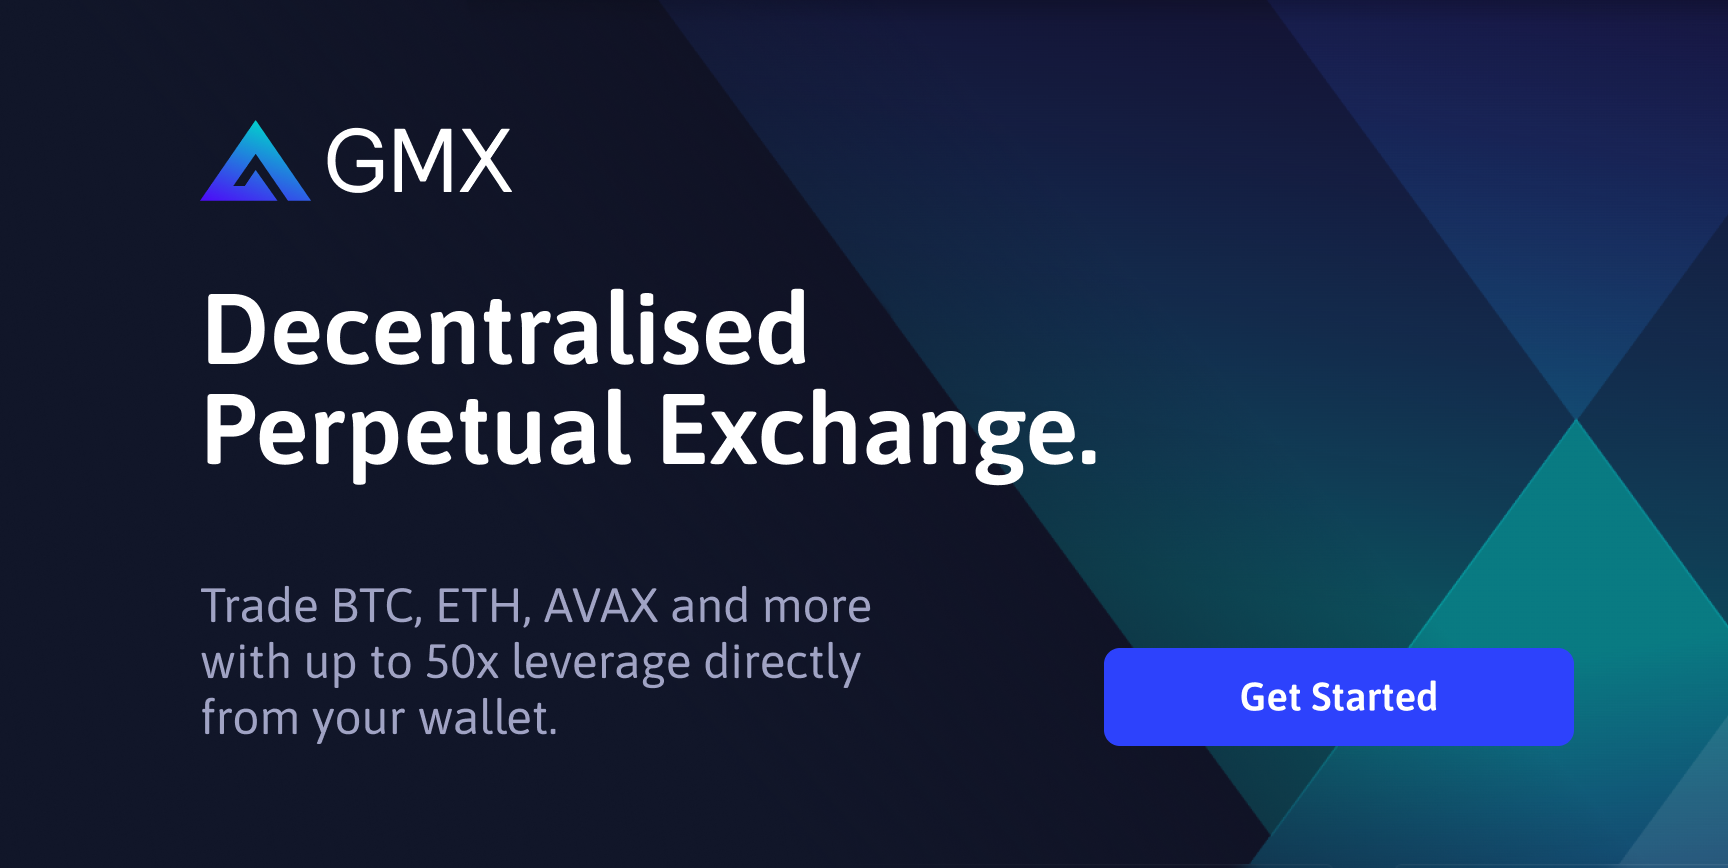 GMX
Decentralised
Perpetual Exchange.
Trade BTC, ETH, AVAX and more
with up to 50x leverage directly
from your wallet.
Get Started